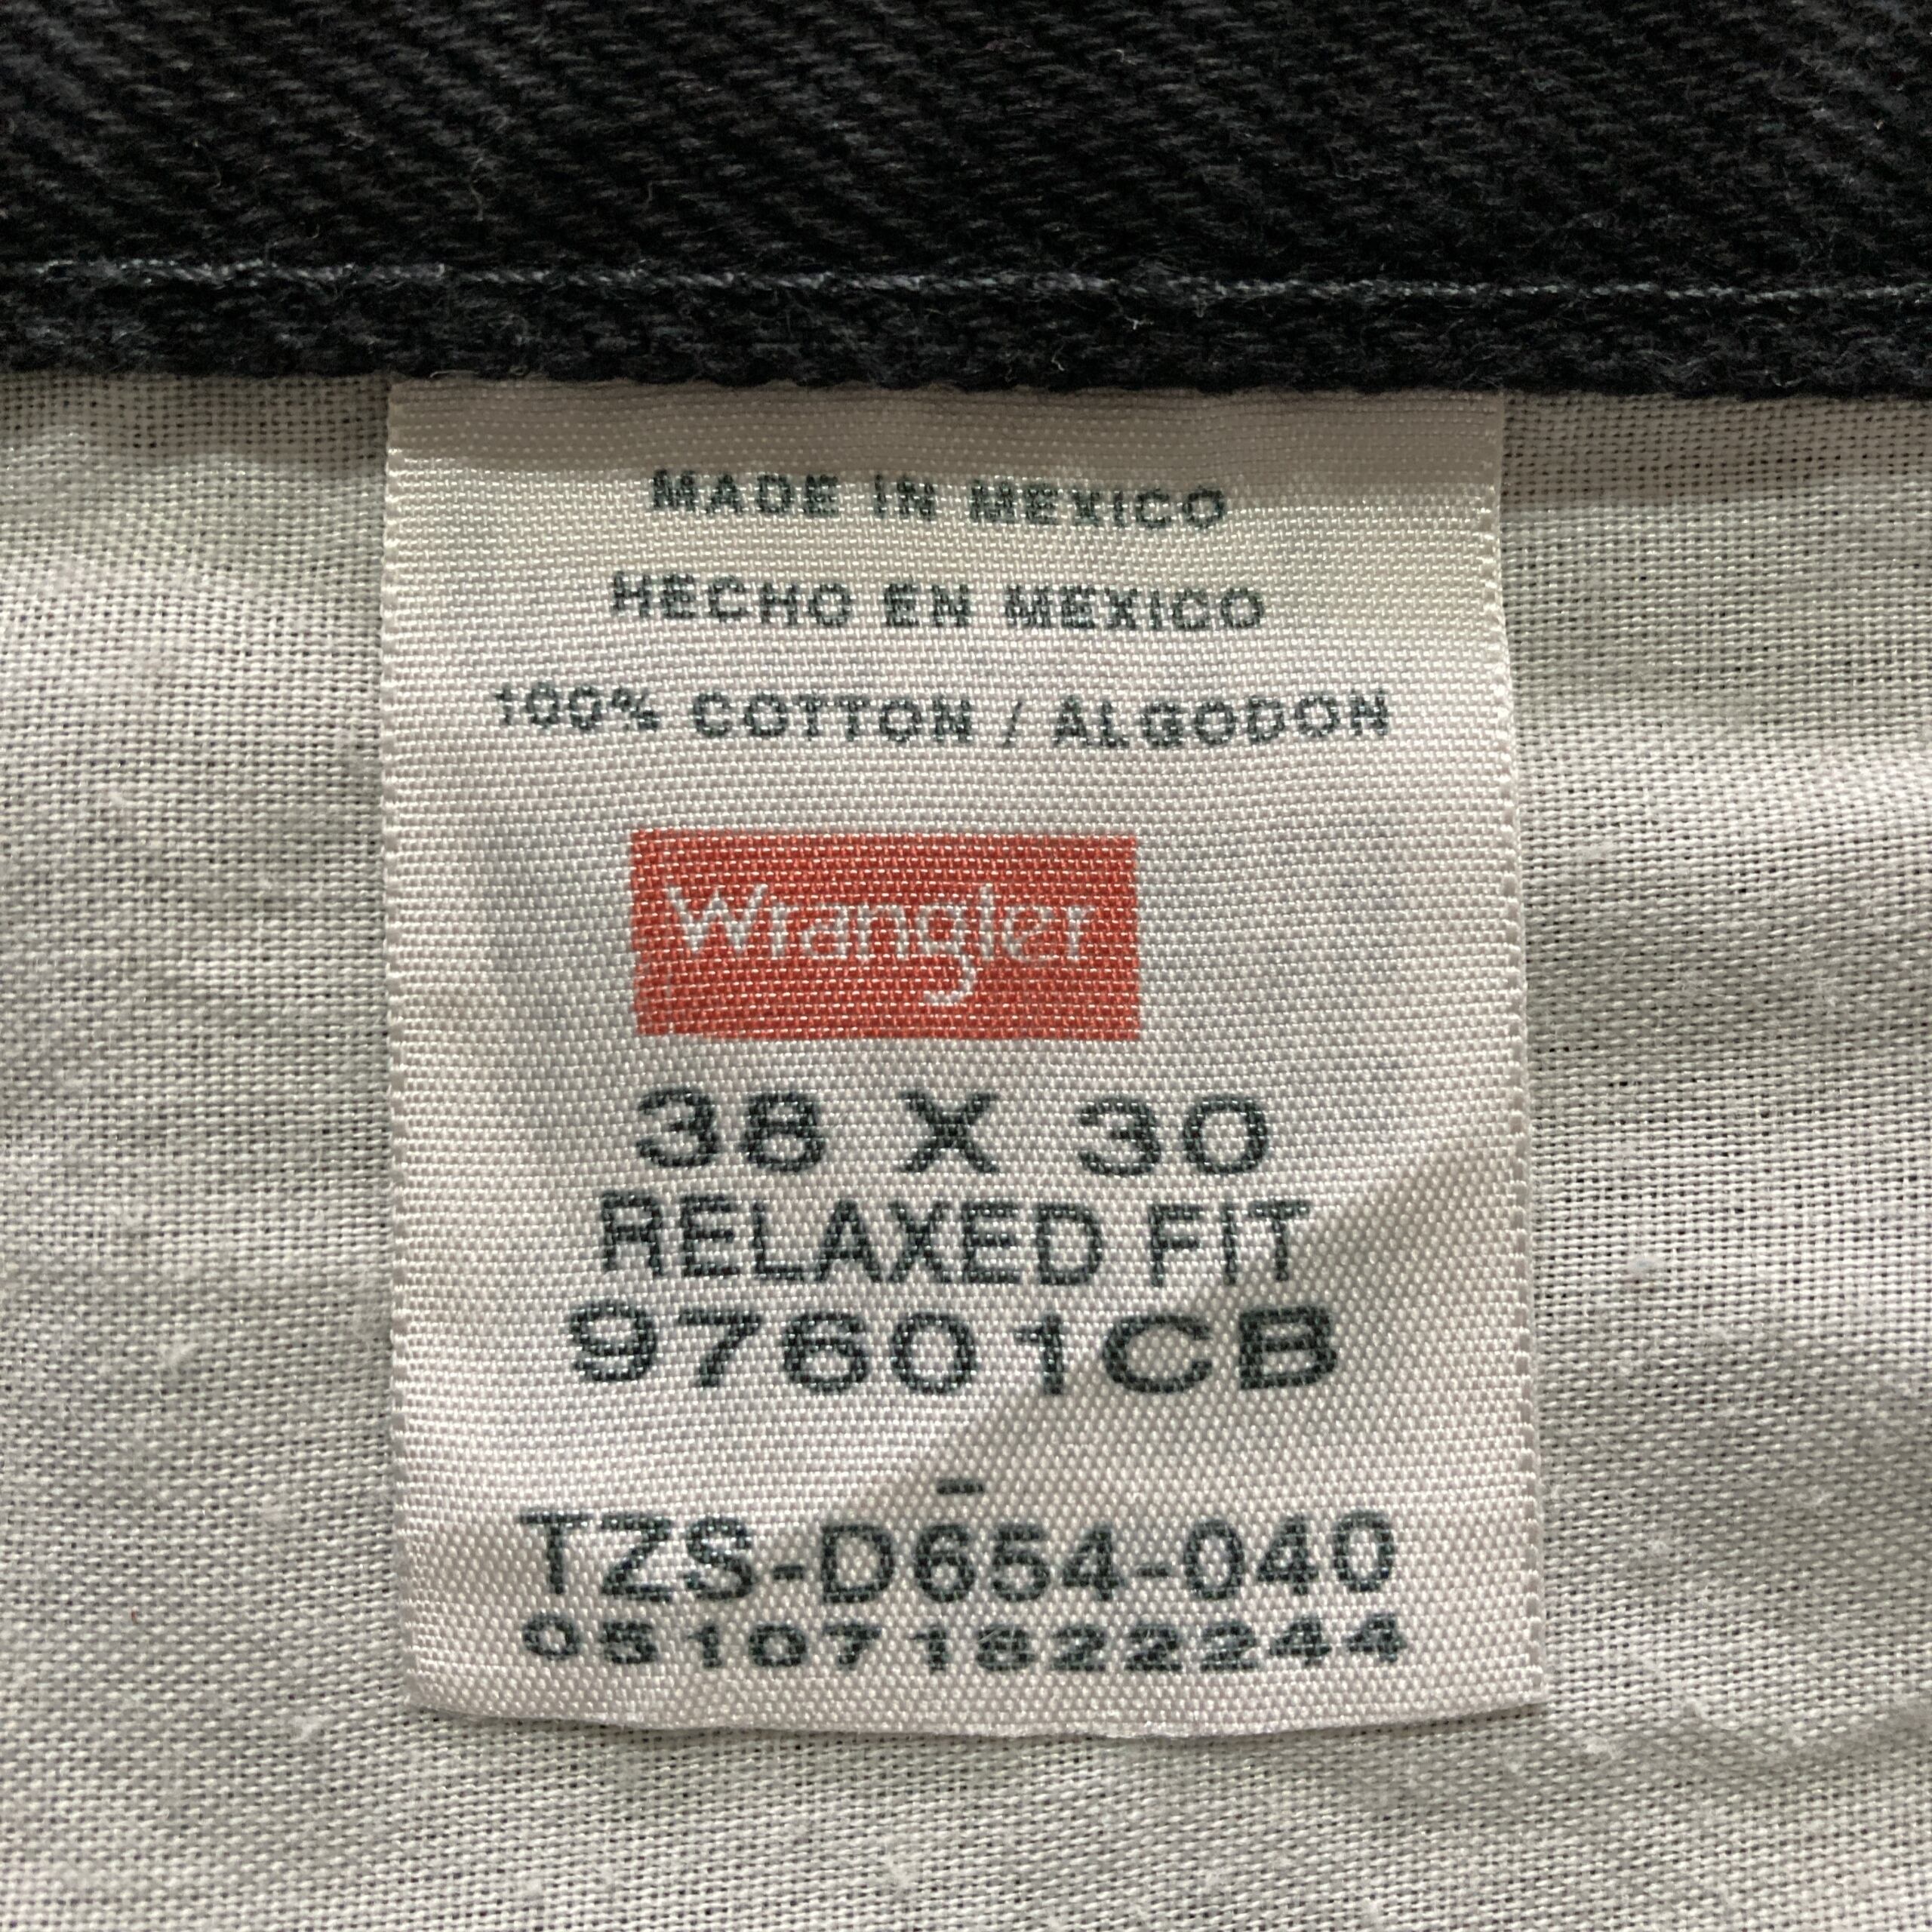 MADE IN MEXICO
HECHO EN MEXICO
100% COTTON / ALGODON
Wrangler
38 X 30
RELAXED FIT
97601CB
-
TZS-D654-040
051071822244